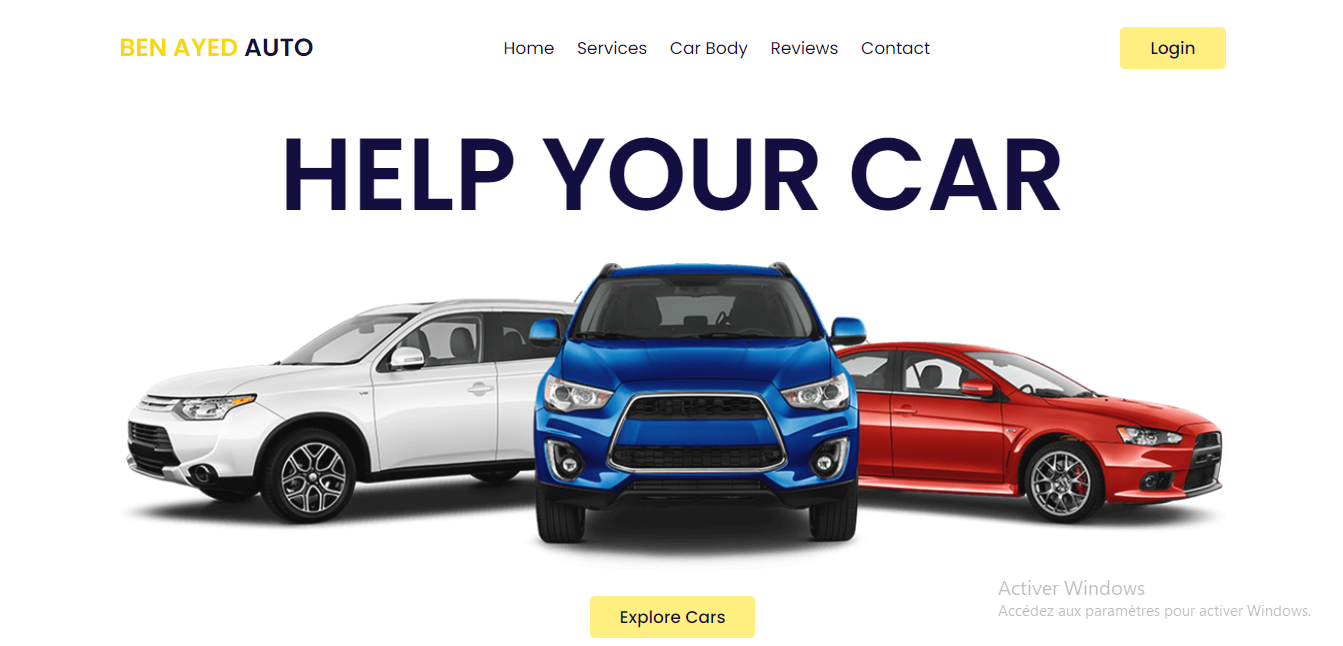 BEN AYED AUTO
Home Services Car Body Reviews Contact
Login
HELP YOUR CAR
Explore Cars
Activer Windows
Accédez aux paramètres pour activer Windows.